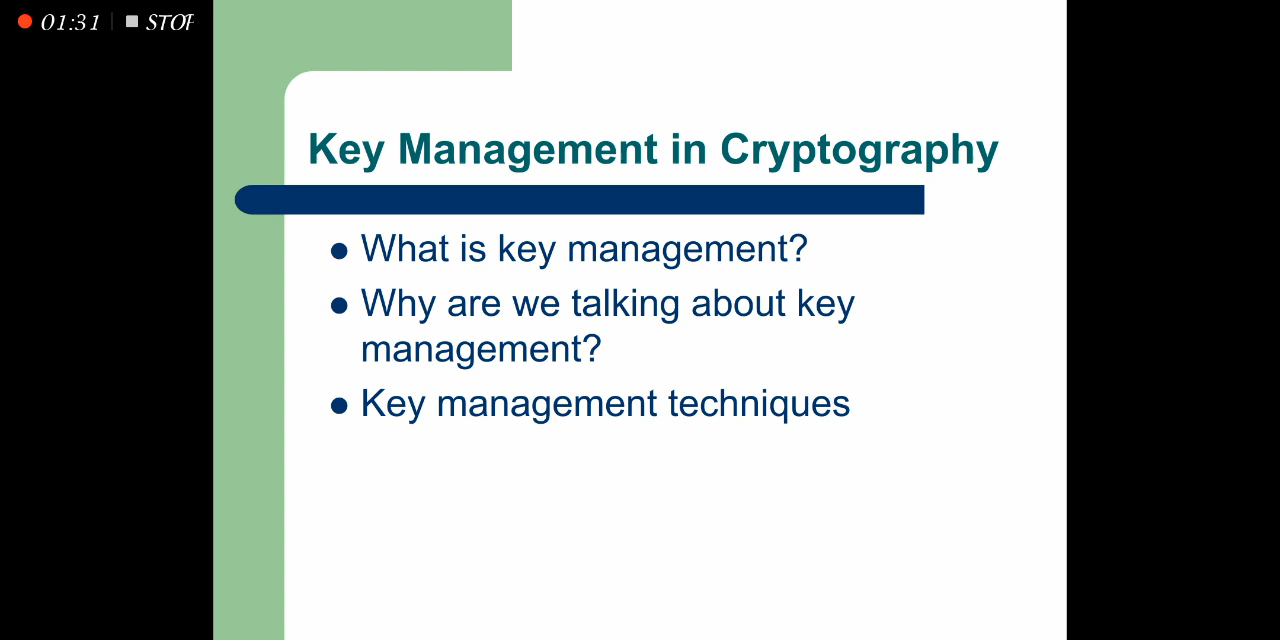 01:31 STOP
Key Management in Cryptography
What is key management?
Why are we talking about key
management?
Key management techniques